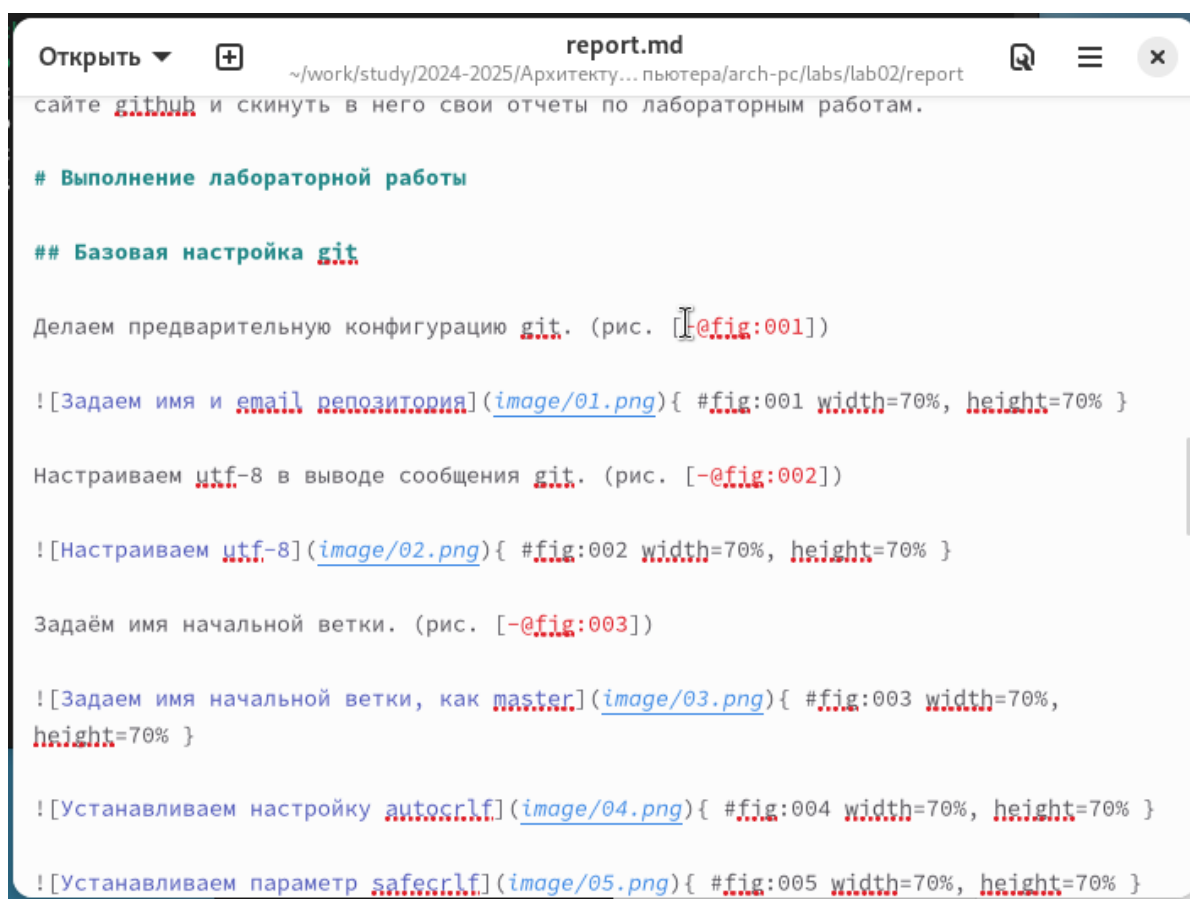 Открыть
report.md
~/work/study/2024-2025/Архитекту… пьютера/arch-pc/labs/lab02/report
сайте github и скинуть в него свои отчеты по лабораторным работам.
# Выполнение лабораторной работы
## Базовая настройка git
Делаем предварительную конфигурацию git. (рис. [-@fig:001])
![Задаем имя и email репозитория](image/01.png){ #fig:001 width=70%, height=70% }
Настраиваем utf-8 в выводе сообщения git. (рис. [-@fig:002])
![Настраиваем utf-8](image/02.png){ #fig:002 width=70%, height=70% }
Задаём имя начальной ветки. (рис. [-@fig:003])
![Задаем имя начальной ветки, как master](image/03.png){ #fig:003 width=70%,
height=70% }
![Устанавливаем настройку autocrlf](image/04.png){ #fig:004 width=70%, height=70% }
![Устанавливаем параметр safecrlf](image/05.png){ #fig:005 width=70%, height=70% }